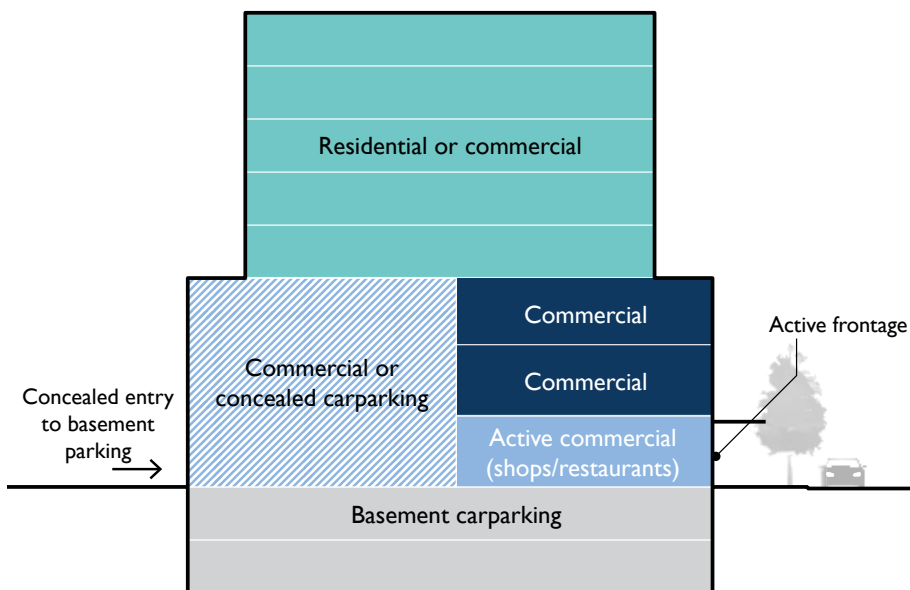 Residential or commercial
Commercial
Active frontage
Commercial or
concealed carparking
Commercial
Concealed entry
to basement
parking
Active commercial
(shops/restaurants)
Basement carparking